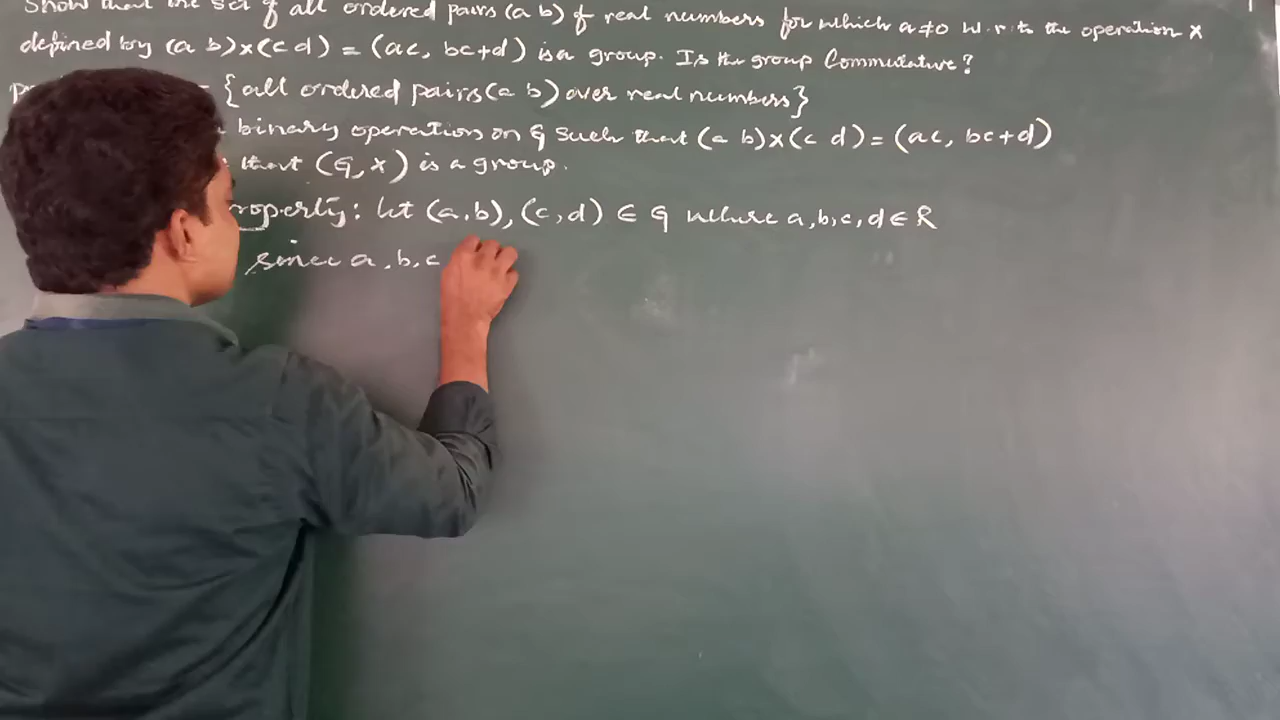 Show that the set of all ordered pairs (a b) of real numbers for which a≠0 w.r.to the operation ×
defined by (a b)×(c d) = (ac, bc+d) is a group. Is the group Commutative?
= {all ordered pairs (a b) over real numbers}
binary operation on G such that (a b)×(c d) = (ac, bc+d)
that (G,×) is a group.
roperty: let (a,b), (c,d) ∈ G where a,b,c,d ∈ R
since a,b,c